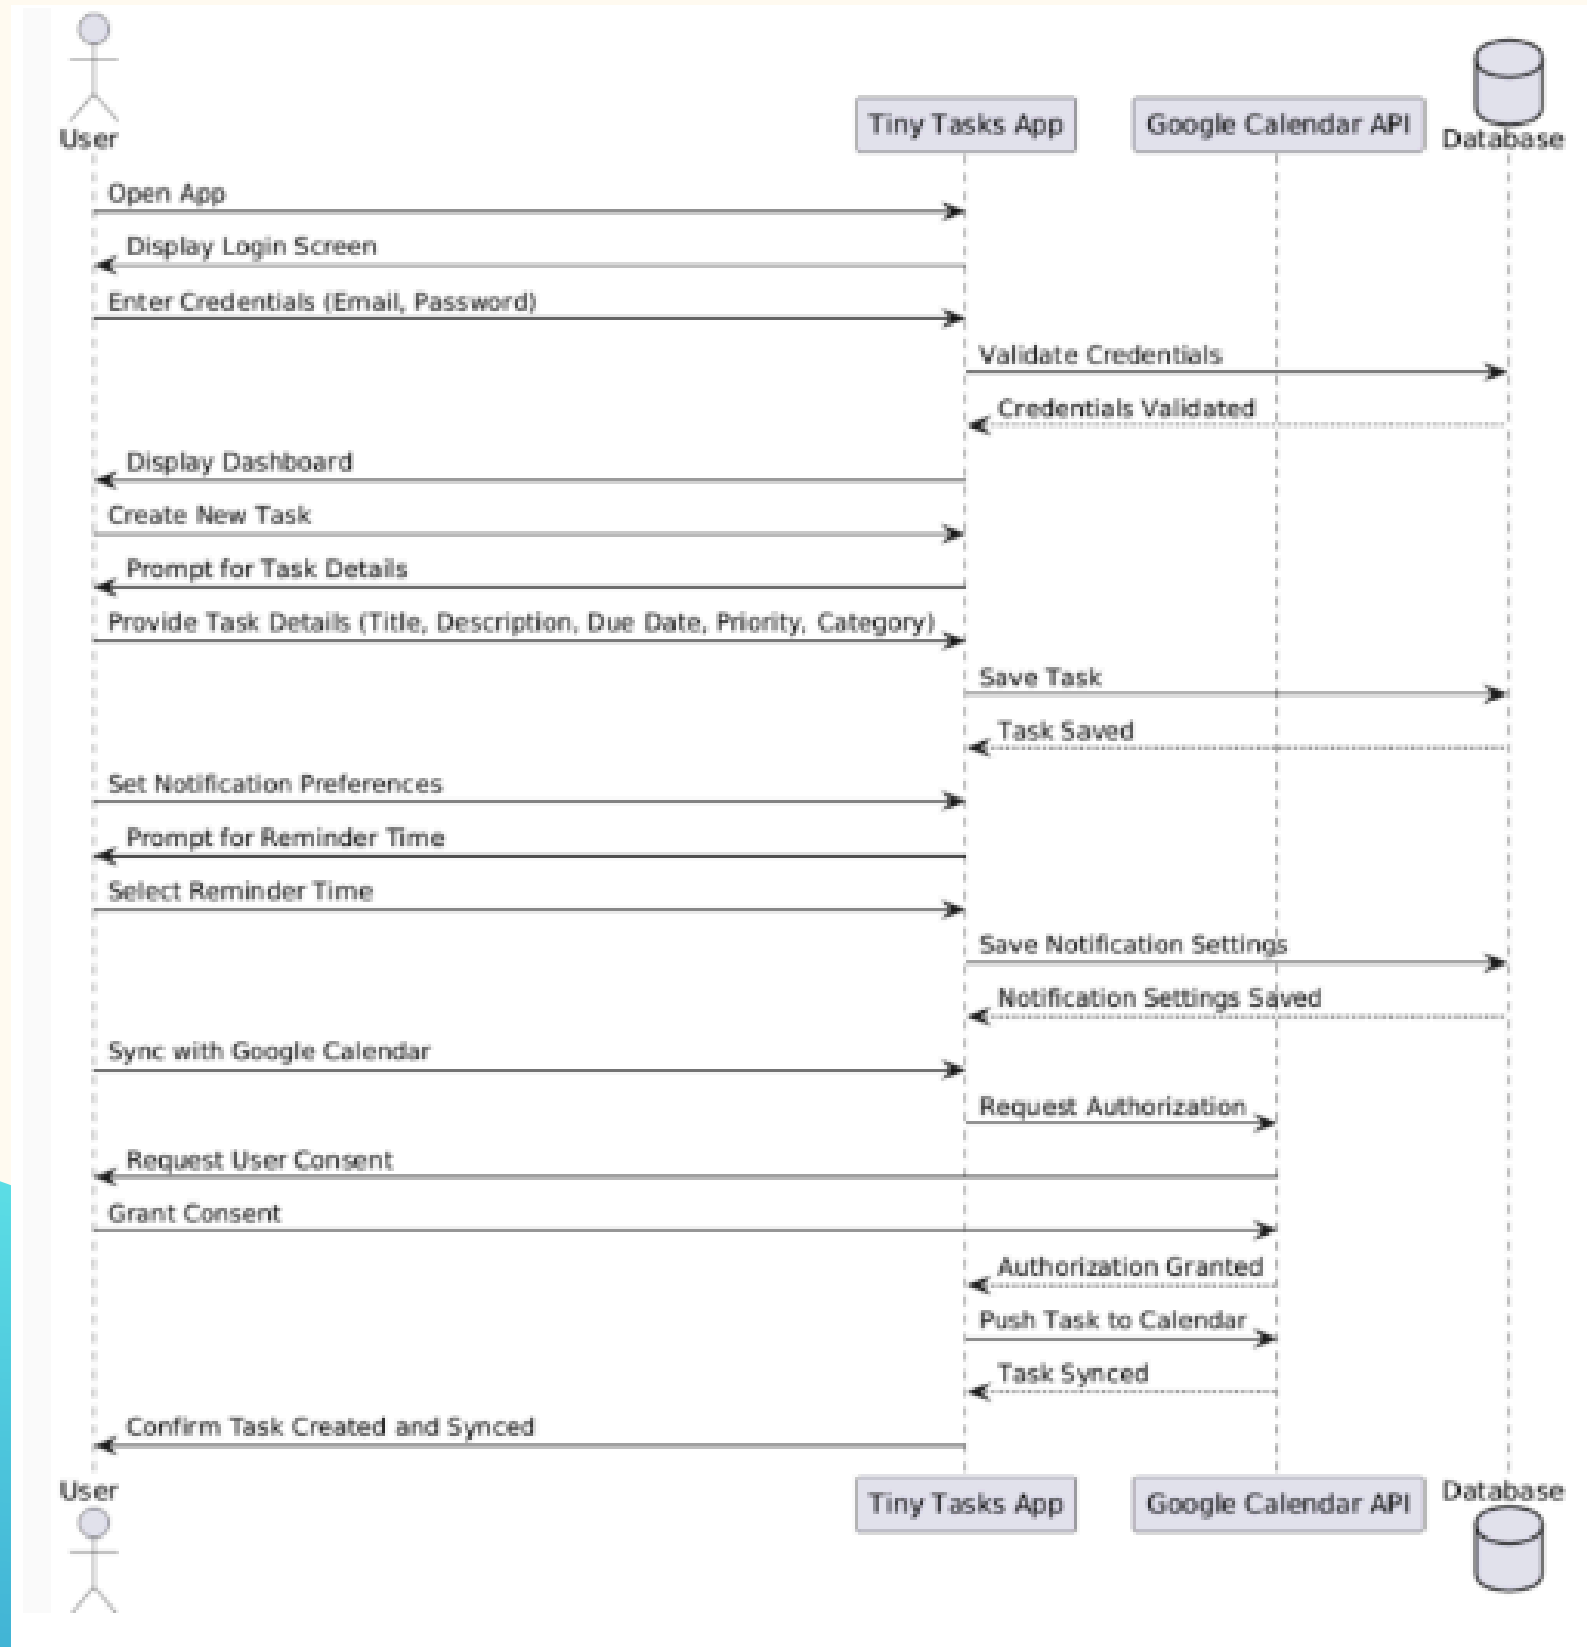 User
Tiny Tasks App
Google Calendar API
Database
Open App
Display Login Screen
Enter Credentials (Email, Password)
Validate Credentials
Credentials Validated
Display Dashboard
Create New Task
Prompt for Task Details
Provide Task Details (Title, Description, Due Date, Priority, Category)
Save Task
Task Saved
Set Notification Preferences
Prompt for Reminder Time
Select Reminder Time
Save Notification Settings
Notification Settings Saved
Sync with Google Calendar
Request Authorization
Request User Consent
Grant Consent
Authorization Granted
Push Task to Calendar
Task Synced
Confirm Task Created and Synced
User
Tiny Tasks App
Google Calendar API
Database